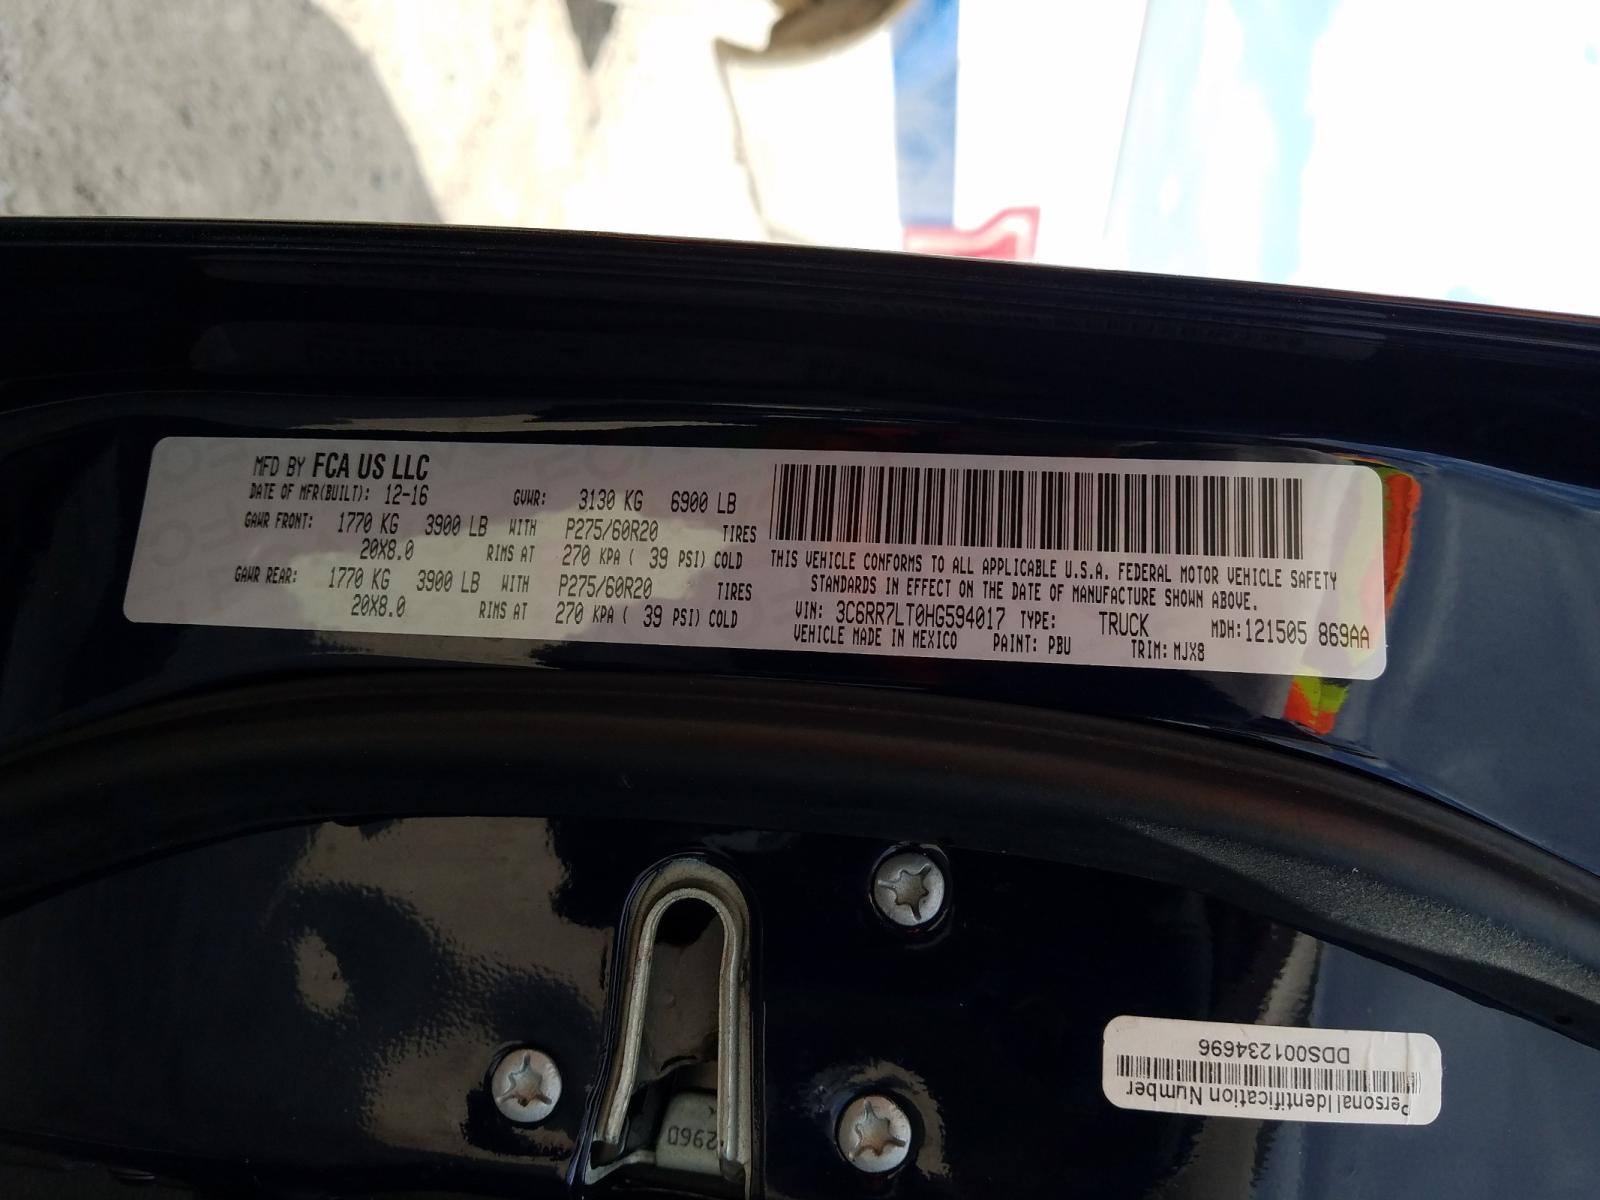 MFD BY FCA US LLC
DATE OF MFR(BUILT): 12-16 GVWR: 3130 KG 6900 LB
GAWR FRONT: 1770 KG 3900 LB WITH P275/60R20 TIRES
20X8.0 RIMS AT 270 KPA ( 39 PSI) COLD
GAWR REAR: 1770 KG 3900 LB WITH P275/60R20 TIRES
20X8.0 RIMS AT 270 KPA ( 39 PSI) COLD
THIS VEHICLE CONFORMS TO ALL APPLICABLE U.S.A. FEDERAL MOTOR VEHICLE SAFETY
STANDARDS IN EFFECT ON THE DATE OF MANUFACTURE SHOWN ABOVE.
VIN: 3C6RR7LT0HG594017 TYPE: TRUCK MDH:121505 869AA
VEHICLE MADE IN MEXICO PAINT: PBU TRIM: MJX8
Personal Identification Number
DDS001234696